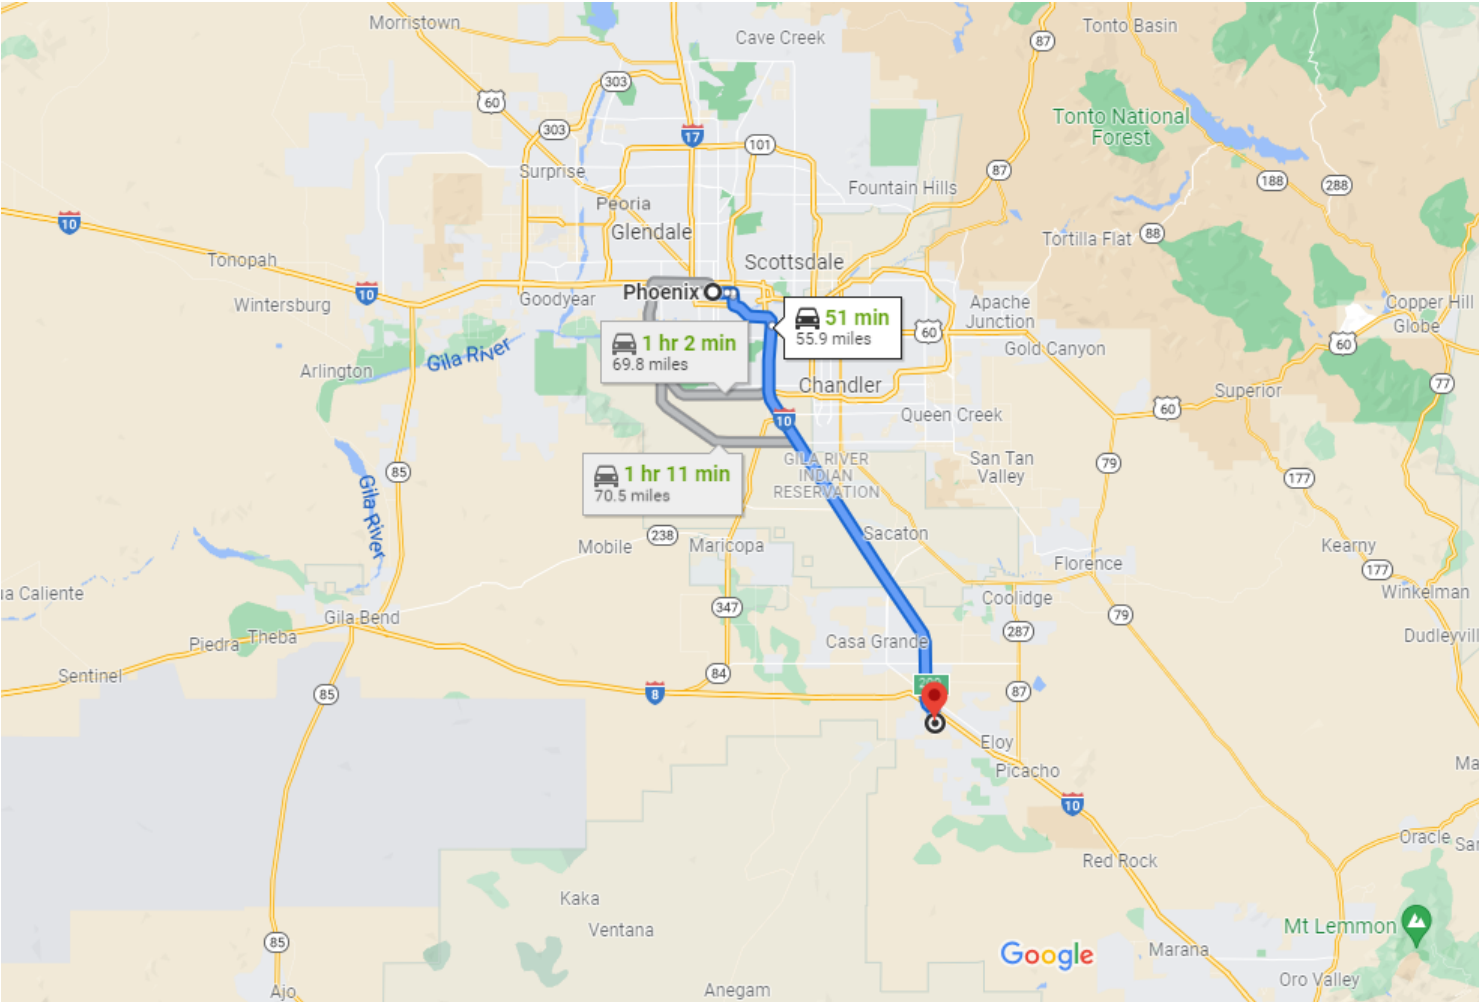 Morristown
Cave Creek
87
Tonto Basin
303
60
303
17
101
Tonto National
Forest
Surprise
87
188
288
Fountain Hills
Peoria
10
Glendale
Tortilla Flat
88
Tonopah
Scottsdale
10
Phoenix
Goodyear
Wintersburg
51 min
55.9 miles
60
Apache
Junction
Copper Hill
Globe
60
1 hr 2 min
69.8 miles
Gila River
Arlington
Gold Canyon
Chandler
77
Superior
10
Queen Creek
60
85
GILA RIVER
INDIAN
RESERVATION
San Tan
Valley
79
177
1 hr 11 min
70.5 miles
Gila River
238
Mobile
Maricopa
Sacaton
Kearny
Florence
177
ua Caliente
Coolidge
Winkelman
347
Gila Bend
79
287
Piedra
Theba
Casa Grande
Dudleyvill
Sentinel
84
85
8
87
Eloy
Picacho
Ma
10
Oracle
Sa
Red Rock
Kaka
Ventana
Mt Lemmon
85
Google
Marana
Oro Valley
Ajo
Anegam